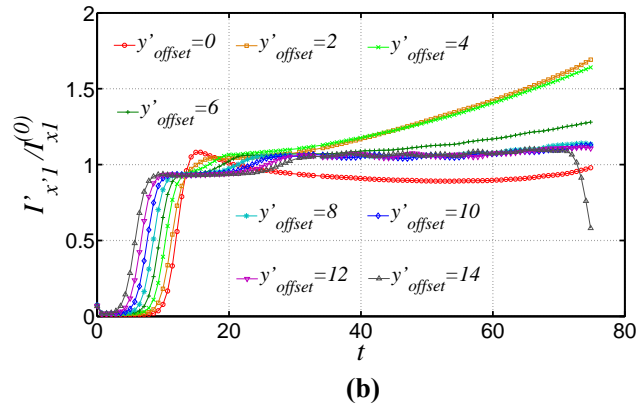 2
y'offset=0 y'offset=2 y'offset=4
1.5
y'offset=6
1
I'x'1/I(0)x1
y'offset=8 y'offset=10
0.5
y'offset=12 y'offset=14
0
0 20 40 60 80
t
(b)